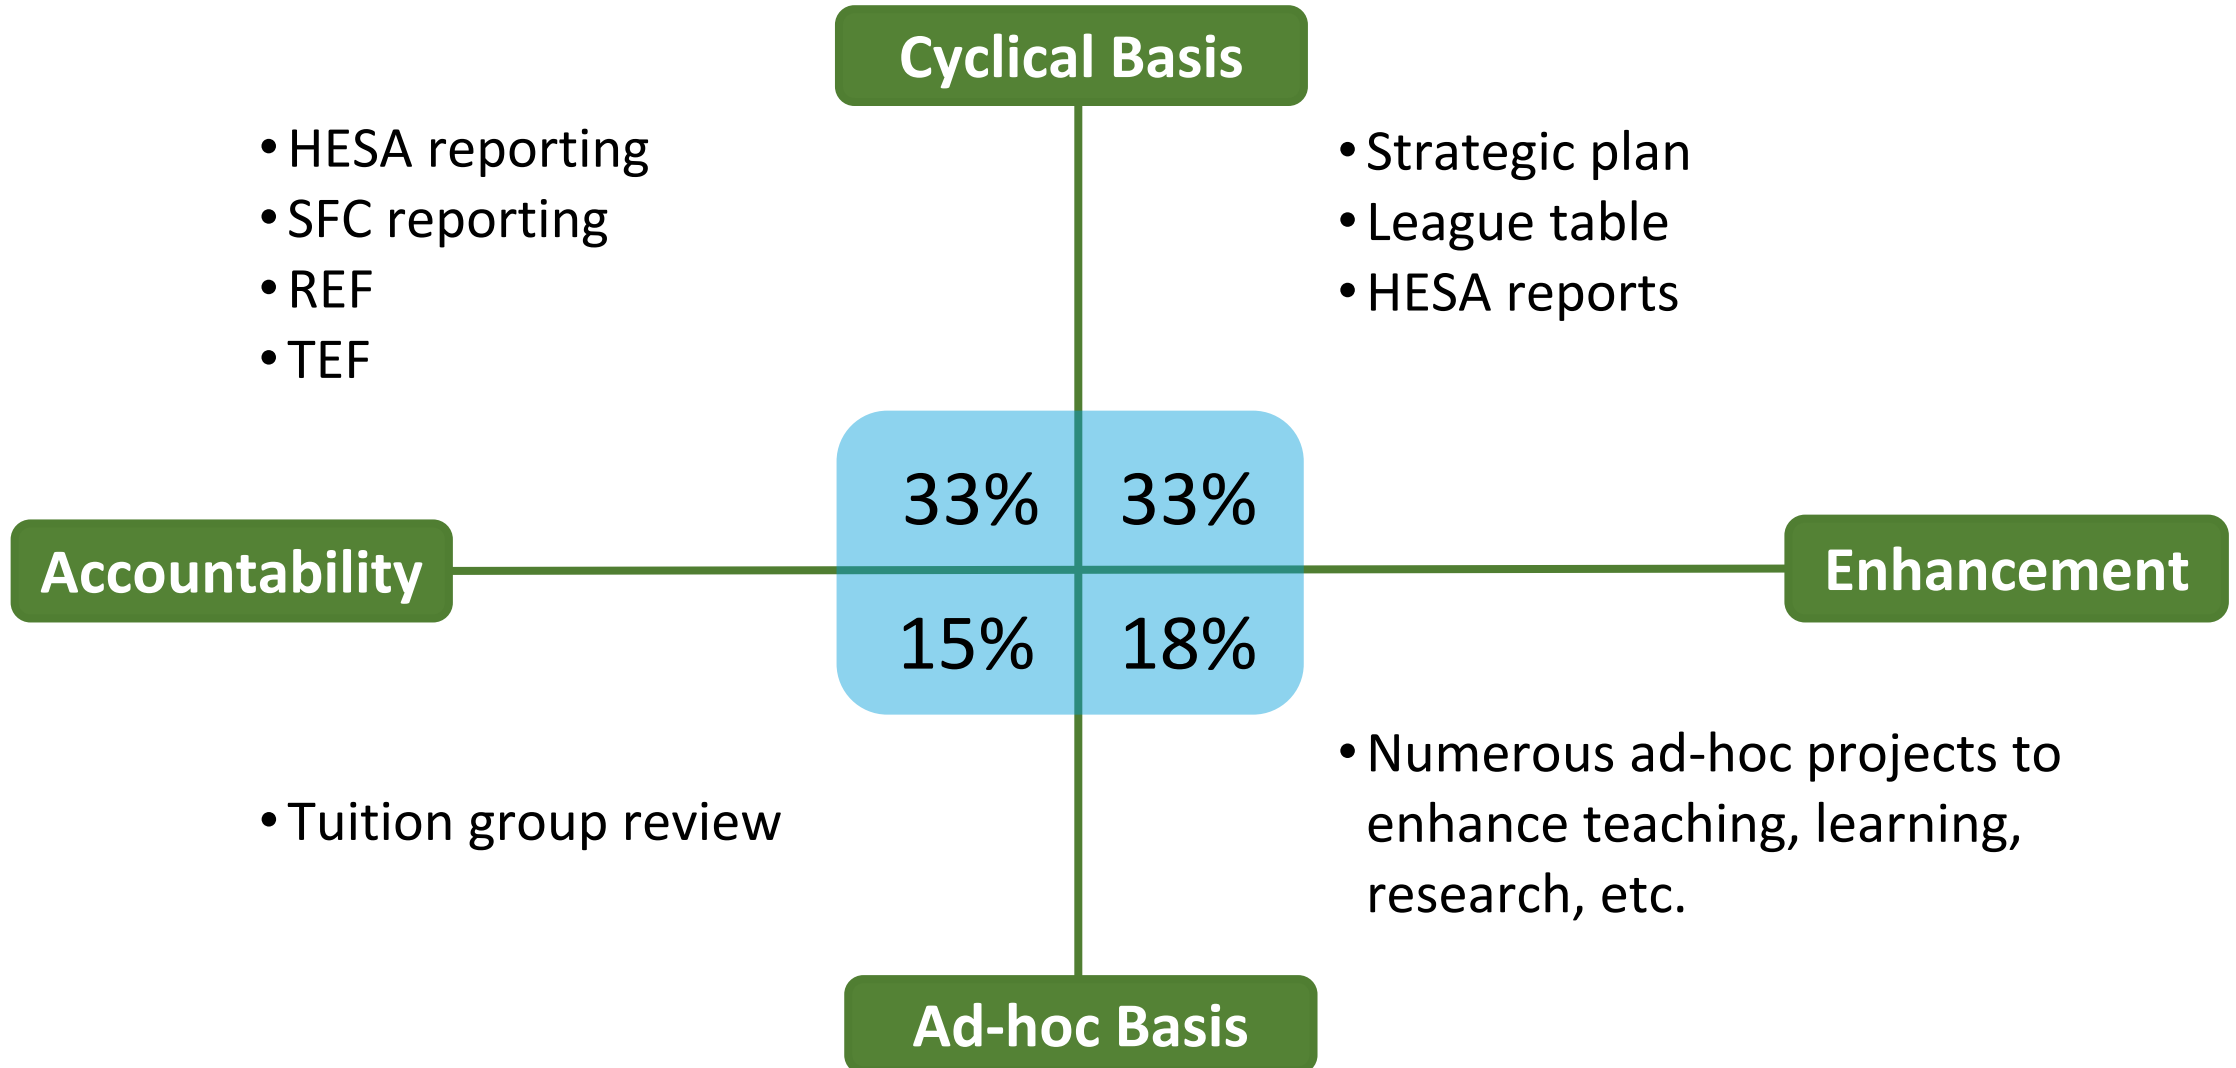 Cyclical Basis
• HESA reporting
• SFC reporting
• REF
• TEF
• Strategic plan
• League table
• HESA reports
33% 33%
Accountability
Enhancement
15% 18%
• Tuition group review
• Numerous ad-hoc projects to
enhance teaching, learning,
research, etc.
Ad-hoc Basis